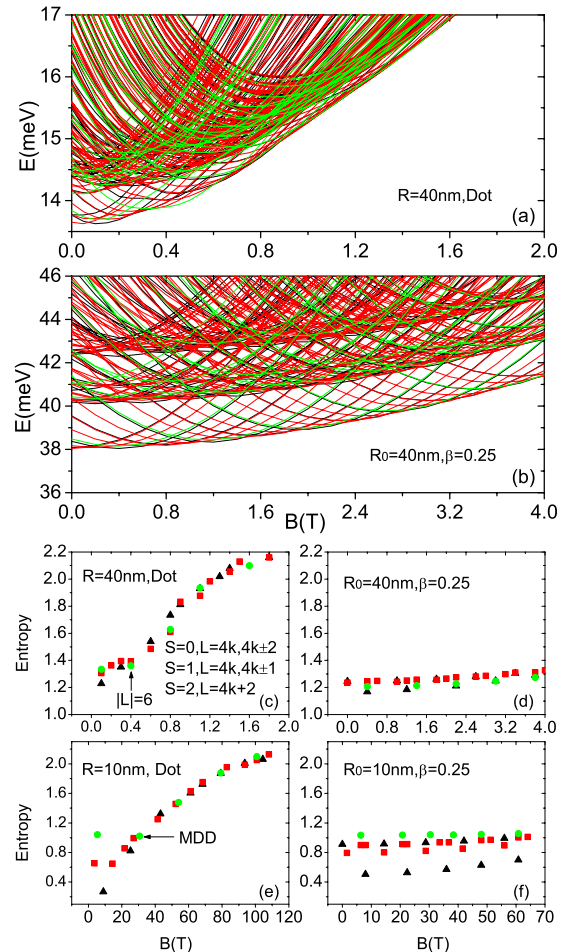 17
16
15
14
E(meV)
R=40nm,Dot
(a)
0.0 0.4 0.8 1.2 1.6 2.0
46
44
42
40
38
36
E(meV)
R₀=40nm,β=0.25
(b)
0.0 0.8 1.6 2.4 3.2 4.0
B(T)
2.2
2.0
1.8
1.6
1.4
1.2
1.0
Entropy
R=40nm,Dot
S=0,L=4k,4k±2
S=1,L=4k,4k±1
S=2,L=4k+2
|L|=6
(c)
0.0 0.4 0.8 1.2 1.6 2.0
2.2
2.0
1.8
1.6
1.4
1.2
1.0
R₀=40nm,β=0.25
(d)
0.0 0.8 1.6 2.4 3.2 4.0
2.0
1.6
1.2
0.8
0.4
Entropy
R=10nm, Dot
MDD
(e)
0 20 40 60 80 100 120
B(T)
2.0
1.6
1.2
0.8
0.4
R₀=10nm,β=0.25
(f)
0 10 20 30 40 50 60 70
B(T)